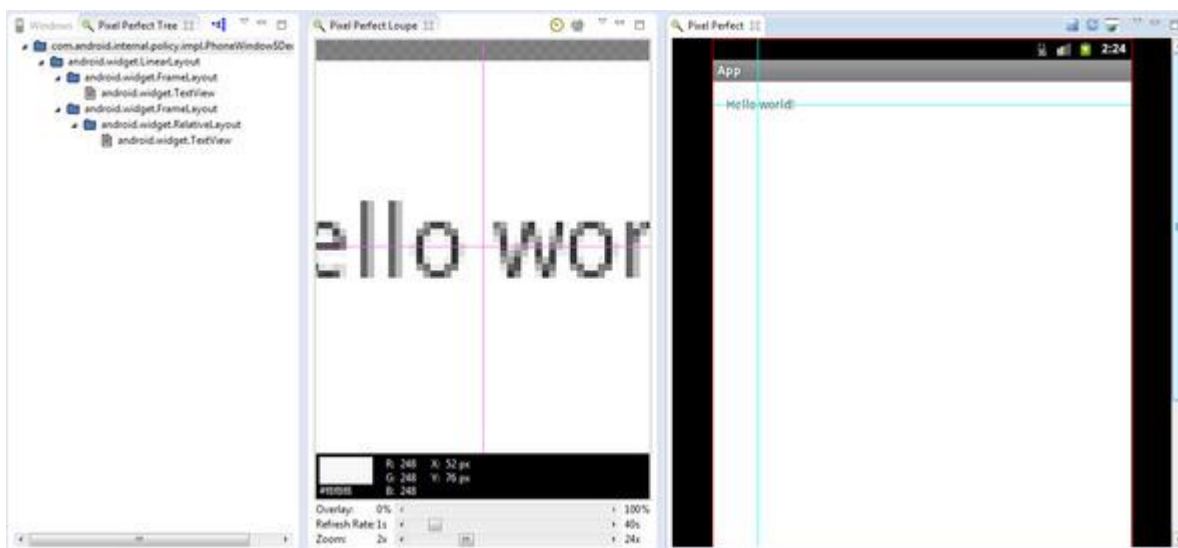 Windows
Pixel Perfect Tree
com.android.internal.policy.impl.PhoneWindow$Dec
android.widget.LinearLayout
android.widget.FrameLayout
android.widget.TextView
android.widget.FrameLayout
android.widget.RelativeLayout
android.widget.TextView
Pixel Perfect Loupe
ello wor
R: 248 X: 52 px
G: 248 Y: 76 px
B: 248
Overlay: 0% 100%
Refresh Rate: 1s 40s
Zoom: 2x 24x
Pixel Perfect
2:24
App
Hello world!